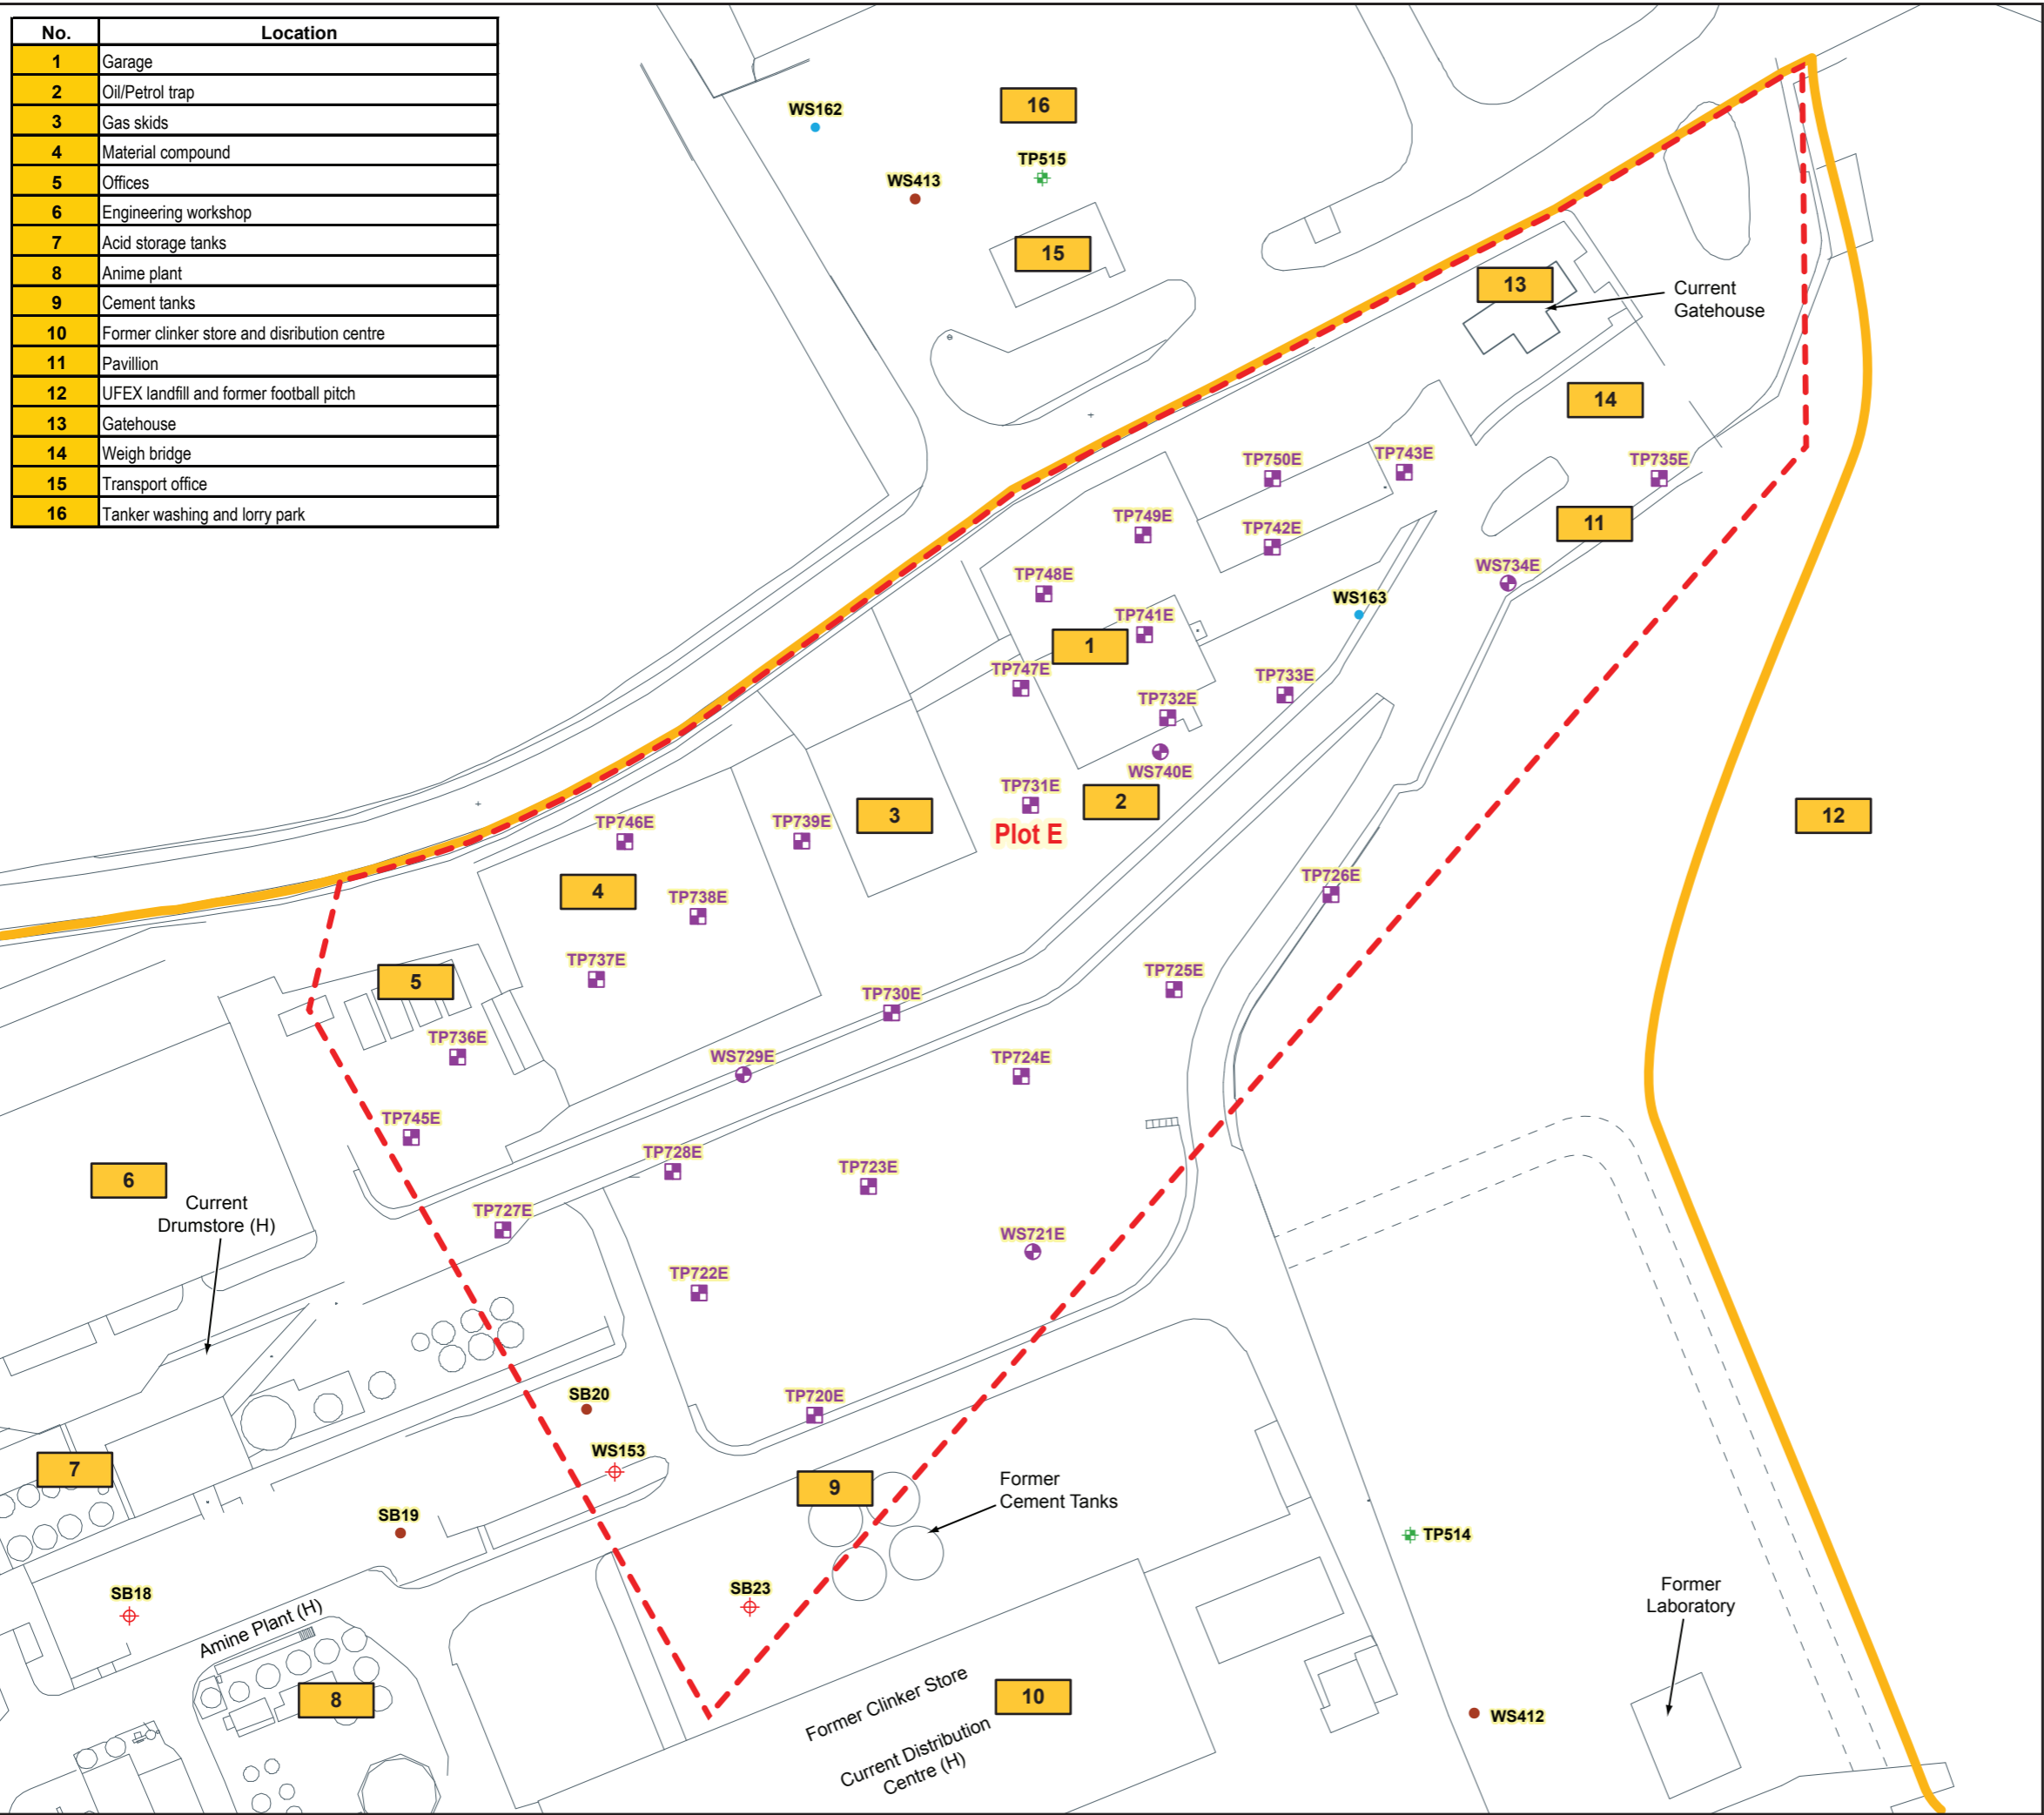 No. Location
1 Garage
2 Oil/Petrol trap
3 Gas skids
4 Material compound
5 Offices
6 Engineering workshop
7 Acid storage tanks
8 Anime plant
9 Cement tanks
10 Former clinker store and disribution centre
11 Pavillion
12 UFEX landfill and former football pitch
13 Gatehouse
14 Weigh bridge
15 Transport office
16 Tanker washing and lorry park
WS162
16
TP515
WS413
15
13
Current
Gatehouse
14
TP750E
TP743E
TP735E
TP749E
TP742E
11
TP748E
WS734E
WS163
TP741E
1
TP747E
TP733E
TP732E
WS740E
TP731E
2
3
12
Plot E
TP746E
TP739E
4
TP738E
TP726E
TP737E
5
TP725E
TP730E
TP736E
WS729E
TP724E
TP745E
TP728E
TP723E
6
Current
Drumstore (H)
TP727E
WS721E
TP722E
SB20
TP720E
WS153
7
9
Former
Cement Tanks
SB19
TP514
SB18
SB23
Former
Laboratory
Amine Plant (H)
8
10
Former Clinker Store
Current Distribution
Centre (H)
WS412